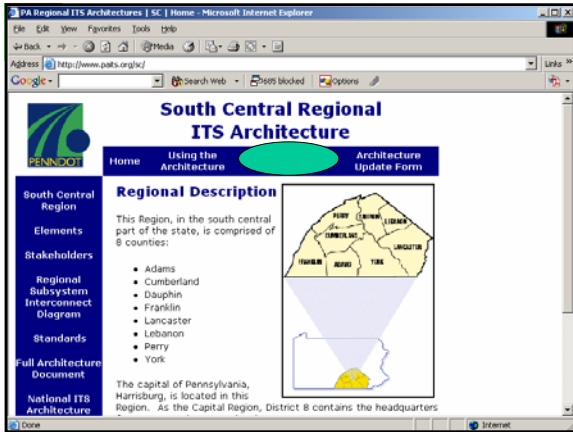 PA Regional ITS Architectures | SC | Home - Microsoft Internet Explorer
File Edit View Favorites Tools Help
Back Media
Address http://www.paits.org/sc/ Links »
Google Search Web 5685 blocked Options
South Central Regional
ITS Architecture
PENNDOT
Home Using the Architecture Architecture Update Form
South Central
Region
Elements
Stakeholders
Regional
Subsystem
Interconnect
Diagram
Standards
Full Architecture
Document
National ITS
Architecture
Regional Description
This Region, in the south central
part of the state, is comprised of
8 counties:
Adams
Cumberland
Dauphin
Franklin
Lancaster
Lebanon
Perry
York
The capital of Pennsylvania,
Harrisburg, is located in this
Region. As the Capital Region, District 8 contains the headquarters
PERRY
LEBANON
CUMBERLAND
LANCASTER
FRANKLIN ADAMS YORK
Done Internet